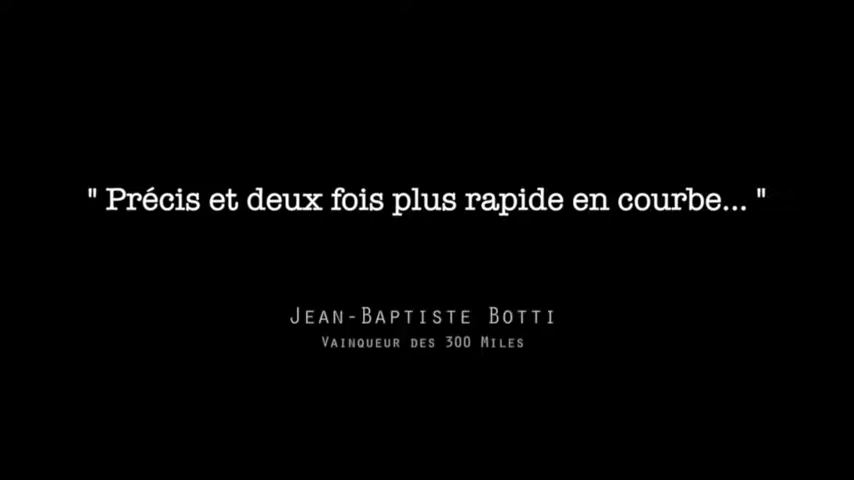 " Précis et deux fois plus rapide en courbe... "
Jean-Baptiste Botti
Vainqueur des 300 Miles